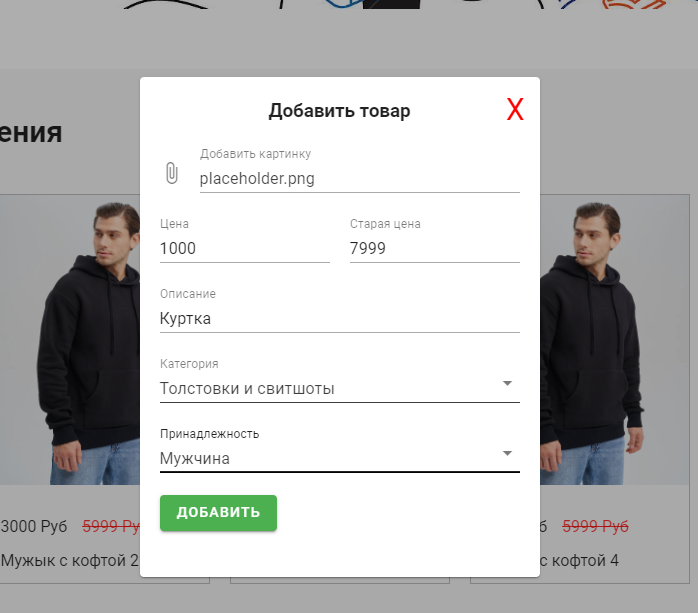 Добавить товар
X
ения
Добавить картинку
placeholder.png
Цена
Старая цена
1000
7999
Описание
Куртка
Категория
Толстовки и свитшоты
Принадлежность
Мужчина
ДОБАВИТЬ
3000 Руб 5999 Ру
б 5999 Руб
Мужык с кофтой 2
с кофтой 4